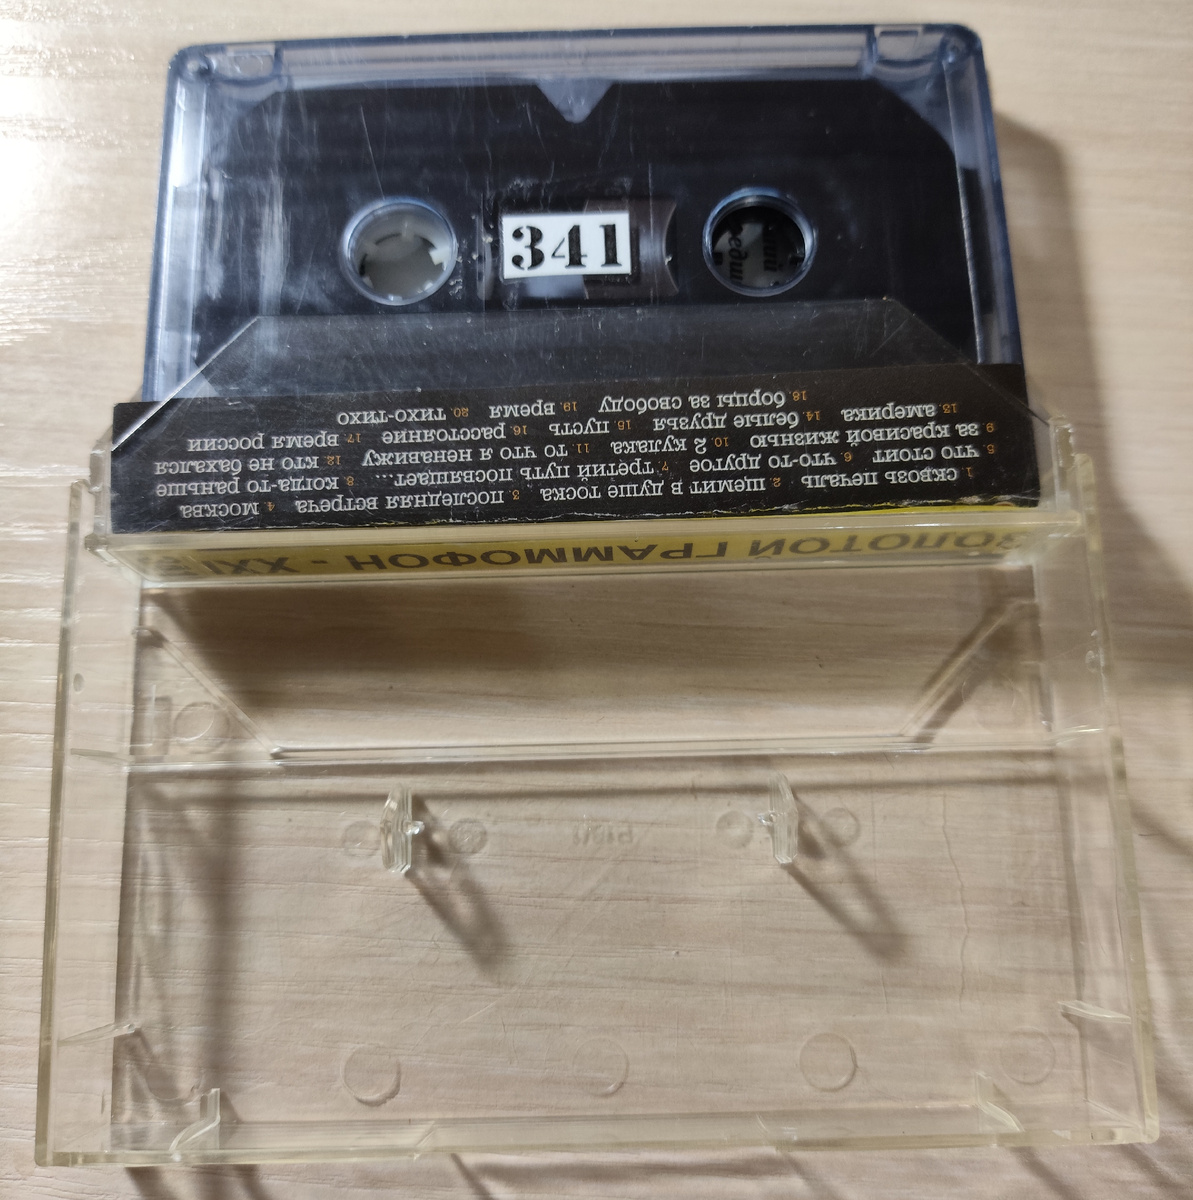 341
1. сквозь печаль 2. щемит в душе тоска 3. последняя встреча 4. москва
5. что стоит 6. что-то другое 7. третий путь посвящает... 8. когда-то раньше
9. за красивой жизнью 10. 2 кулака 11. то что я ненавижу 12. кто не бахался
13. америка 14. белые друзья 15. пусть 16. расстояние 17. время россии
18. борцы за свободу 19. время 20. тихо-тихо
ЗОЛОТОЙ ГРАММОФОН - XXI